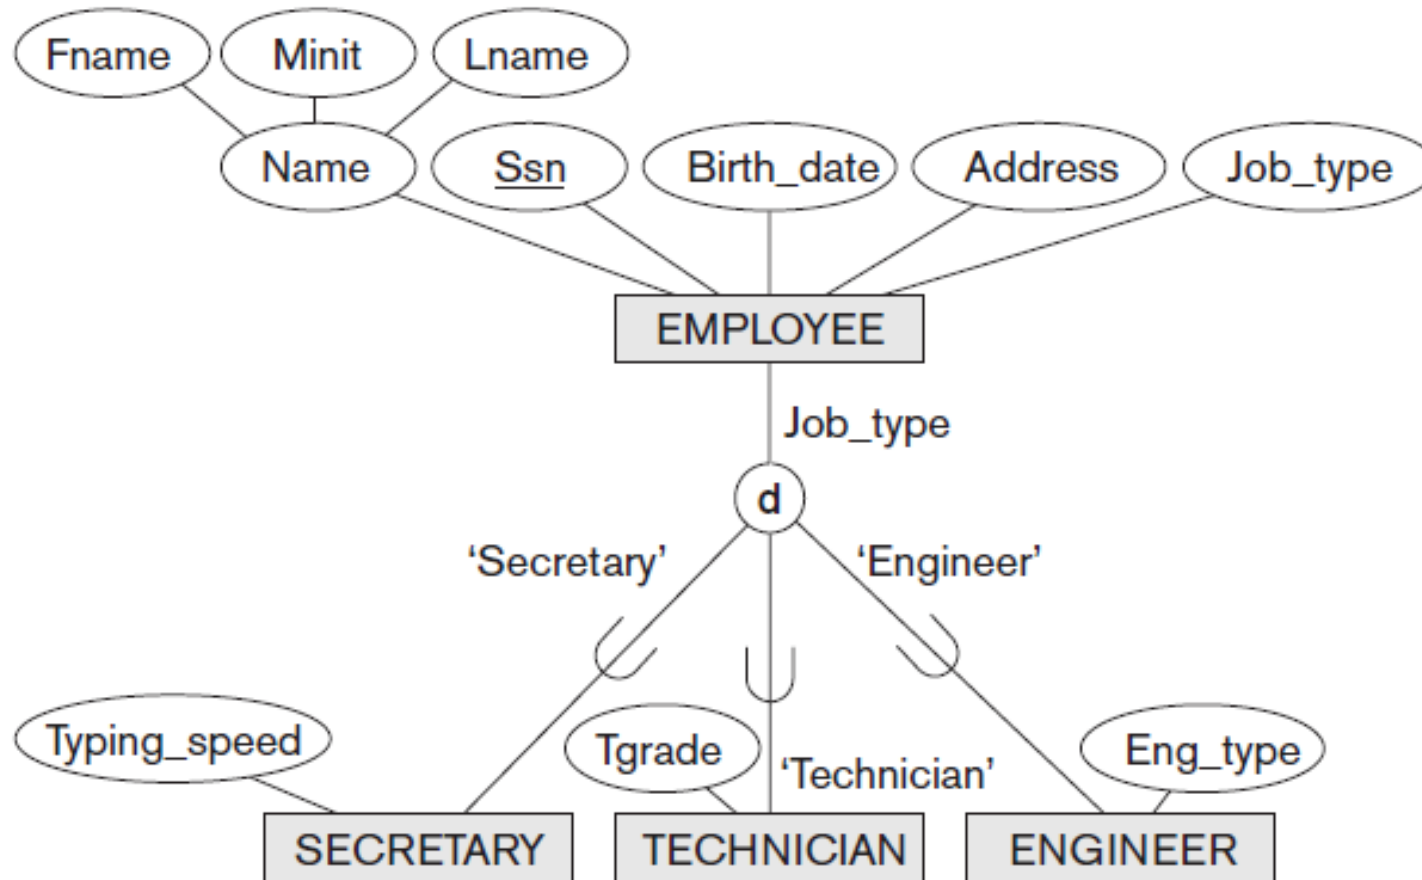 Fname Minit Lname
Name Ssn Birth_date Address Job_type
EMPLOYEE
Job_type
d
‘Secretary’ ‘Engineer’
Typing_speed Tgrade Eng_type
‘Technician’
SECRETARY TECHNICIAN ENGINEER